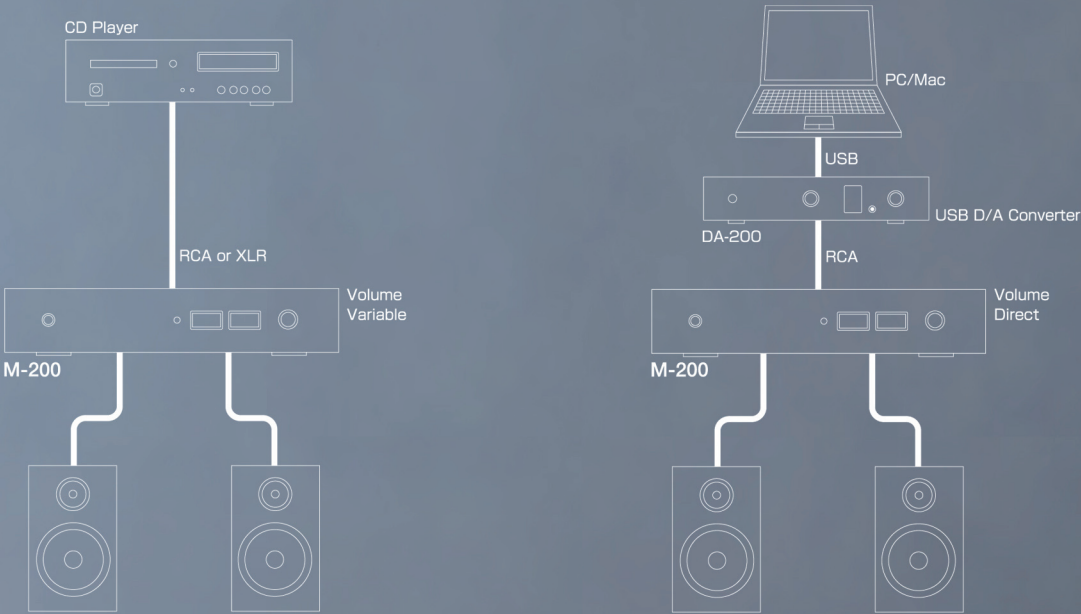 CD Player
RCA or XLR
Volume
Variable
M-200
PC/Mac
USB
USB D/A Converter
DA-200
RCA
Volume
Direct
M-200